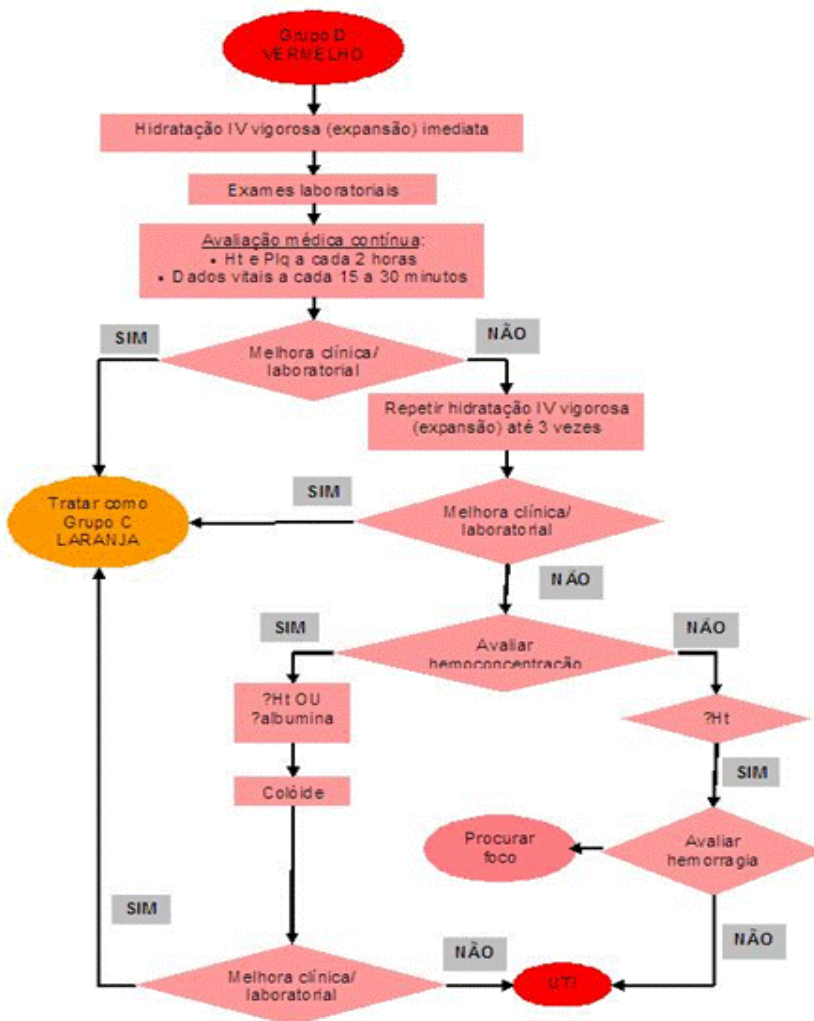 Grupo D
VERMELHO
Hidratação IV vigorosa (expansão) imediata
Exames laboratoriais
Avaliação médica contínua:
• Ht e Plq a cada 2 horas
• Dados vitais a cada 15 a 30 minutos
SIM
Melhora clínica/
laboratorial
NÃO
Repetir hidratação IV vigorosa
(expansão) até 3 vezes
Tratar como
Grupo C
LARANJA
SIM
Melhora clínica/
laboratorial
NÃO
SIM
Avaliar
hemoconcentração
NÃO
?Ht OU
?albumina
?Ht
SIM
Colóide
Procurar
foco
Avaliar
hemorragia
SIM
NÃO
Melhora clínica/
laboratorial
NÃO
UTI